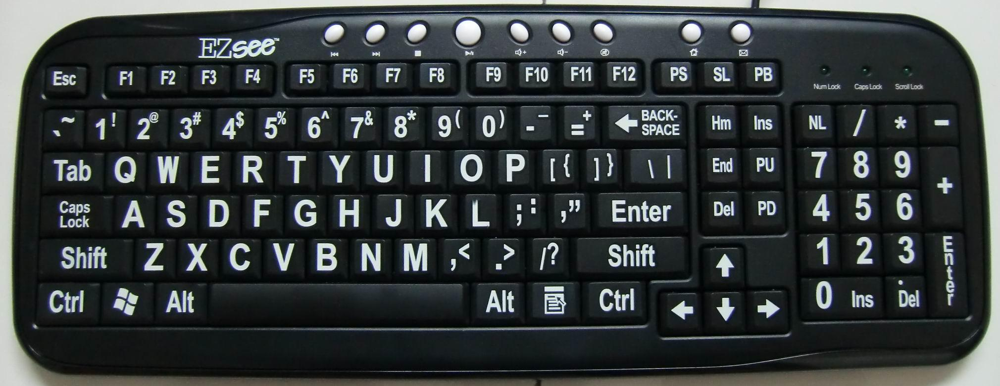 EZsee™
Esc F1 F2 F3 F4 F5 F6 F7 F8 F9 F10 F11 F12 PS SL PB
Num Lock Caps Lock Scroll Lock
`~ 1! 2@ 3# 4$ 5% 6^ 7& 8* 9( 0) -_ =+ BACK-SPACE Hm Ins NL / * -
Tab Q W E R T Y U I O P [{ ]} \| End PU 7 8 9 +
Caps Lock A S D F G H J K L ;: ,” Enter Del PD 4 5 6
Shift Z X C V B N M ,< .> /? Shift 1 2 3 Enter
Ctrl Alt Alt Ctrl 0 Ins .Del